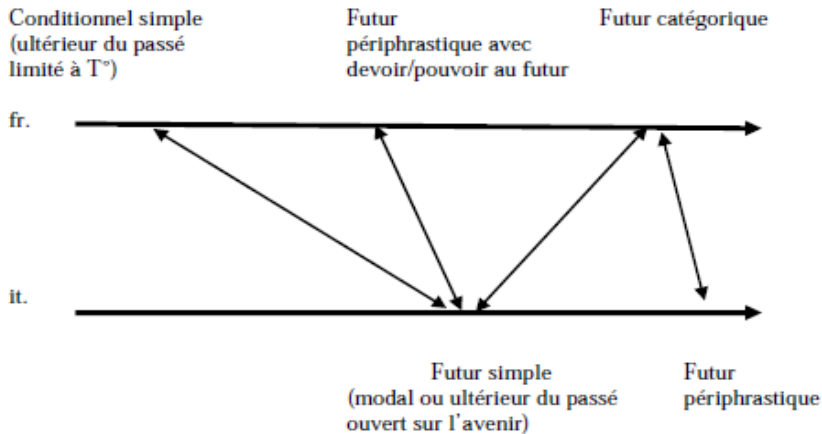 Conditionnel simple
(ultérieur du passé
limité à T°)
Futur
périphrastique avec
devoir/pouvoir au futur
Futur catégorique
fr.
it.
Futur simple
(modal ou ultérieur du passé
ouvert sur l'avenir)
Futur
périphrastique